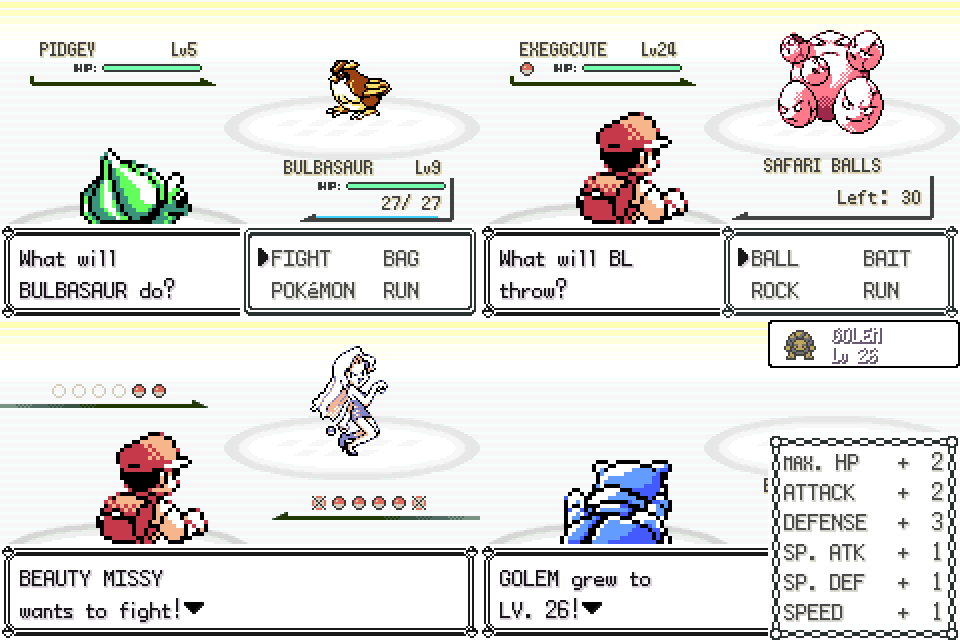 PIDGEY Lv5
HP:
BULBASAUR Lv9
HP:
27/ 27
What will
BULBASAUR do?
FIGHT BAG
POKéMON RUN
EXEGGCUTE Lv24
HP:
SAFARI BALLS
Left: 30
What will BL
throw?
BALL BAIT
ROCK RUN
BEAUTY MISSY
wants to fight!
GOLEM
Lv 26
MAX. HP + 2
ATTACK + 2
DEFENSE + 3
SP. ATK + 1
SP. DEF + 1
SPEED + 1
GOLEM grew to
LV. 26!